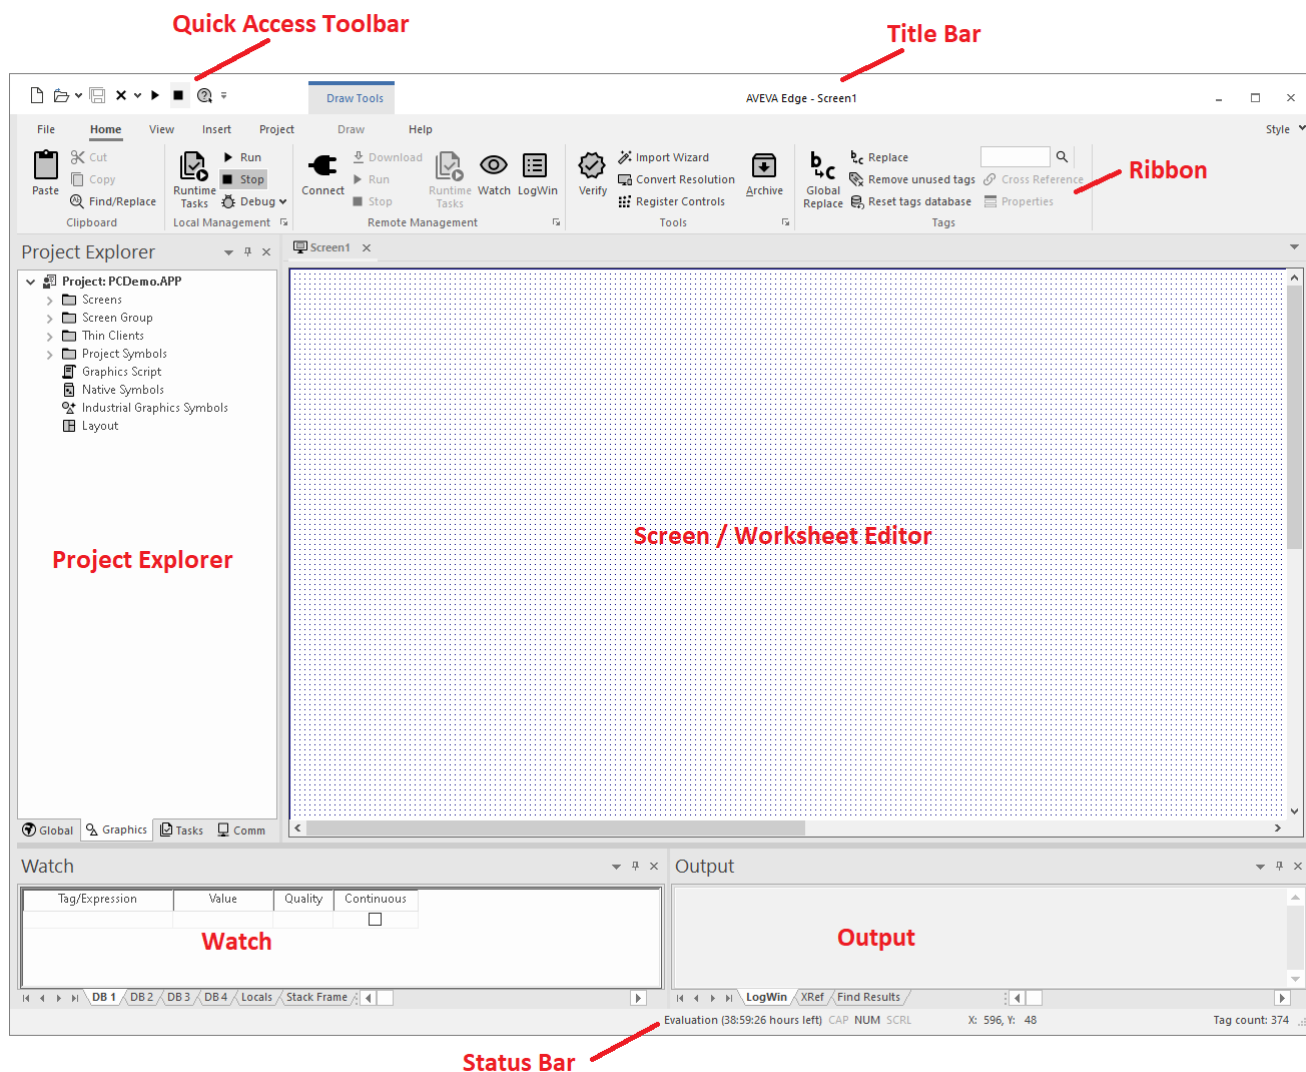 Quick Access Toolbar
Title Bar
Draw Tools
AVEVA Edge - Screen1
File Home View Insert Project Draw Help Style
Paste
Cut
Copy
Find/Replace
Clipboard
Runtime Tasks
Run
Stop
Debug
Local Management
Connect
Download
Run
Stop
Runtime Tasks
Watch
LogWin
Remote Management
Verify
Import Wizard
Convert Resolution
Register Controls
Archive
Tools
b
c
Global Replace
b
c
Replace
Remove unused tags
Reset tags database
Cross Reference
Properties
Tags
Ribbon
Project Explorer
Screen1
Project: PCDemo.APP
Screens
Screen Group
Thin Clients
Project Symbols
Graphics Script
Native Symbols
Industrial Graphics Symbols
Layout
Project Explorer
Screen / Worksheet Editor
Global Graphics Tasks Comm
Watch
Tag/Expression Value Quality Continuous
Watch
DB 1 DB 2 DB 3 DB 4 Locals Stack Frame
Output
Output
LogWin XRef Find Results
Evaluation (38:59:26 hours left) CAP NUM SCRL X: 596, Y: 48 Tag count: 374
Status Bar